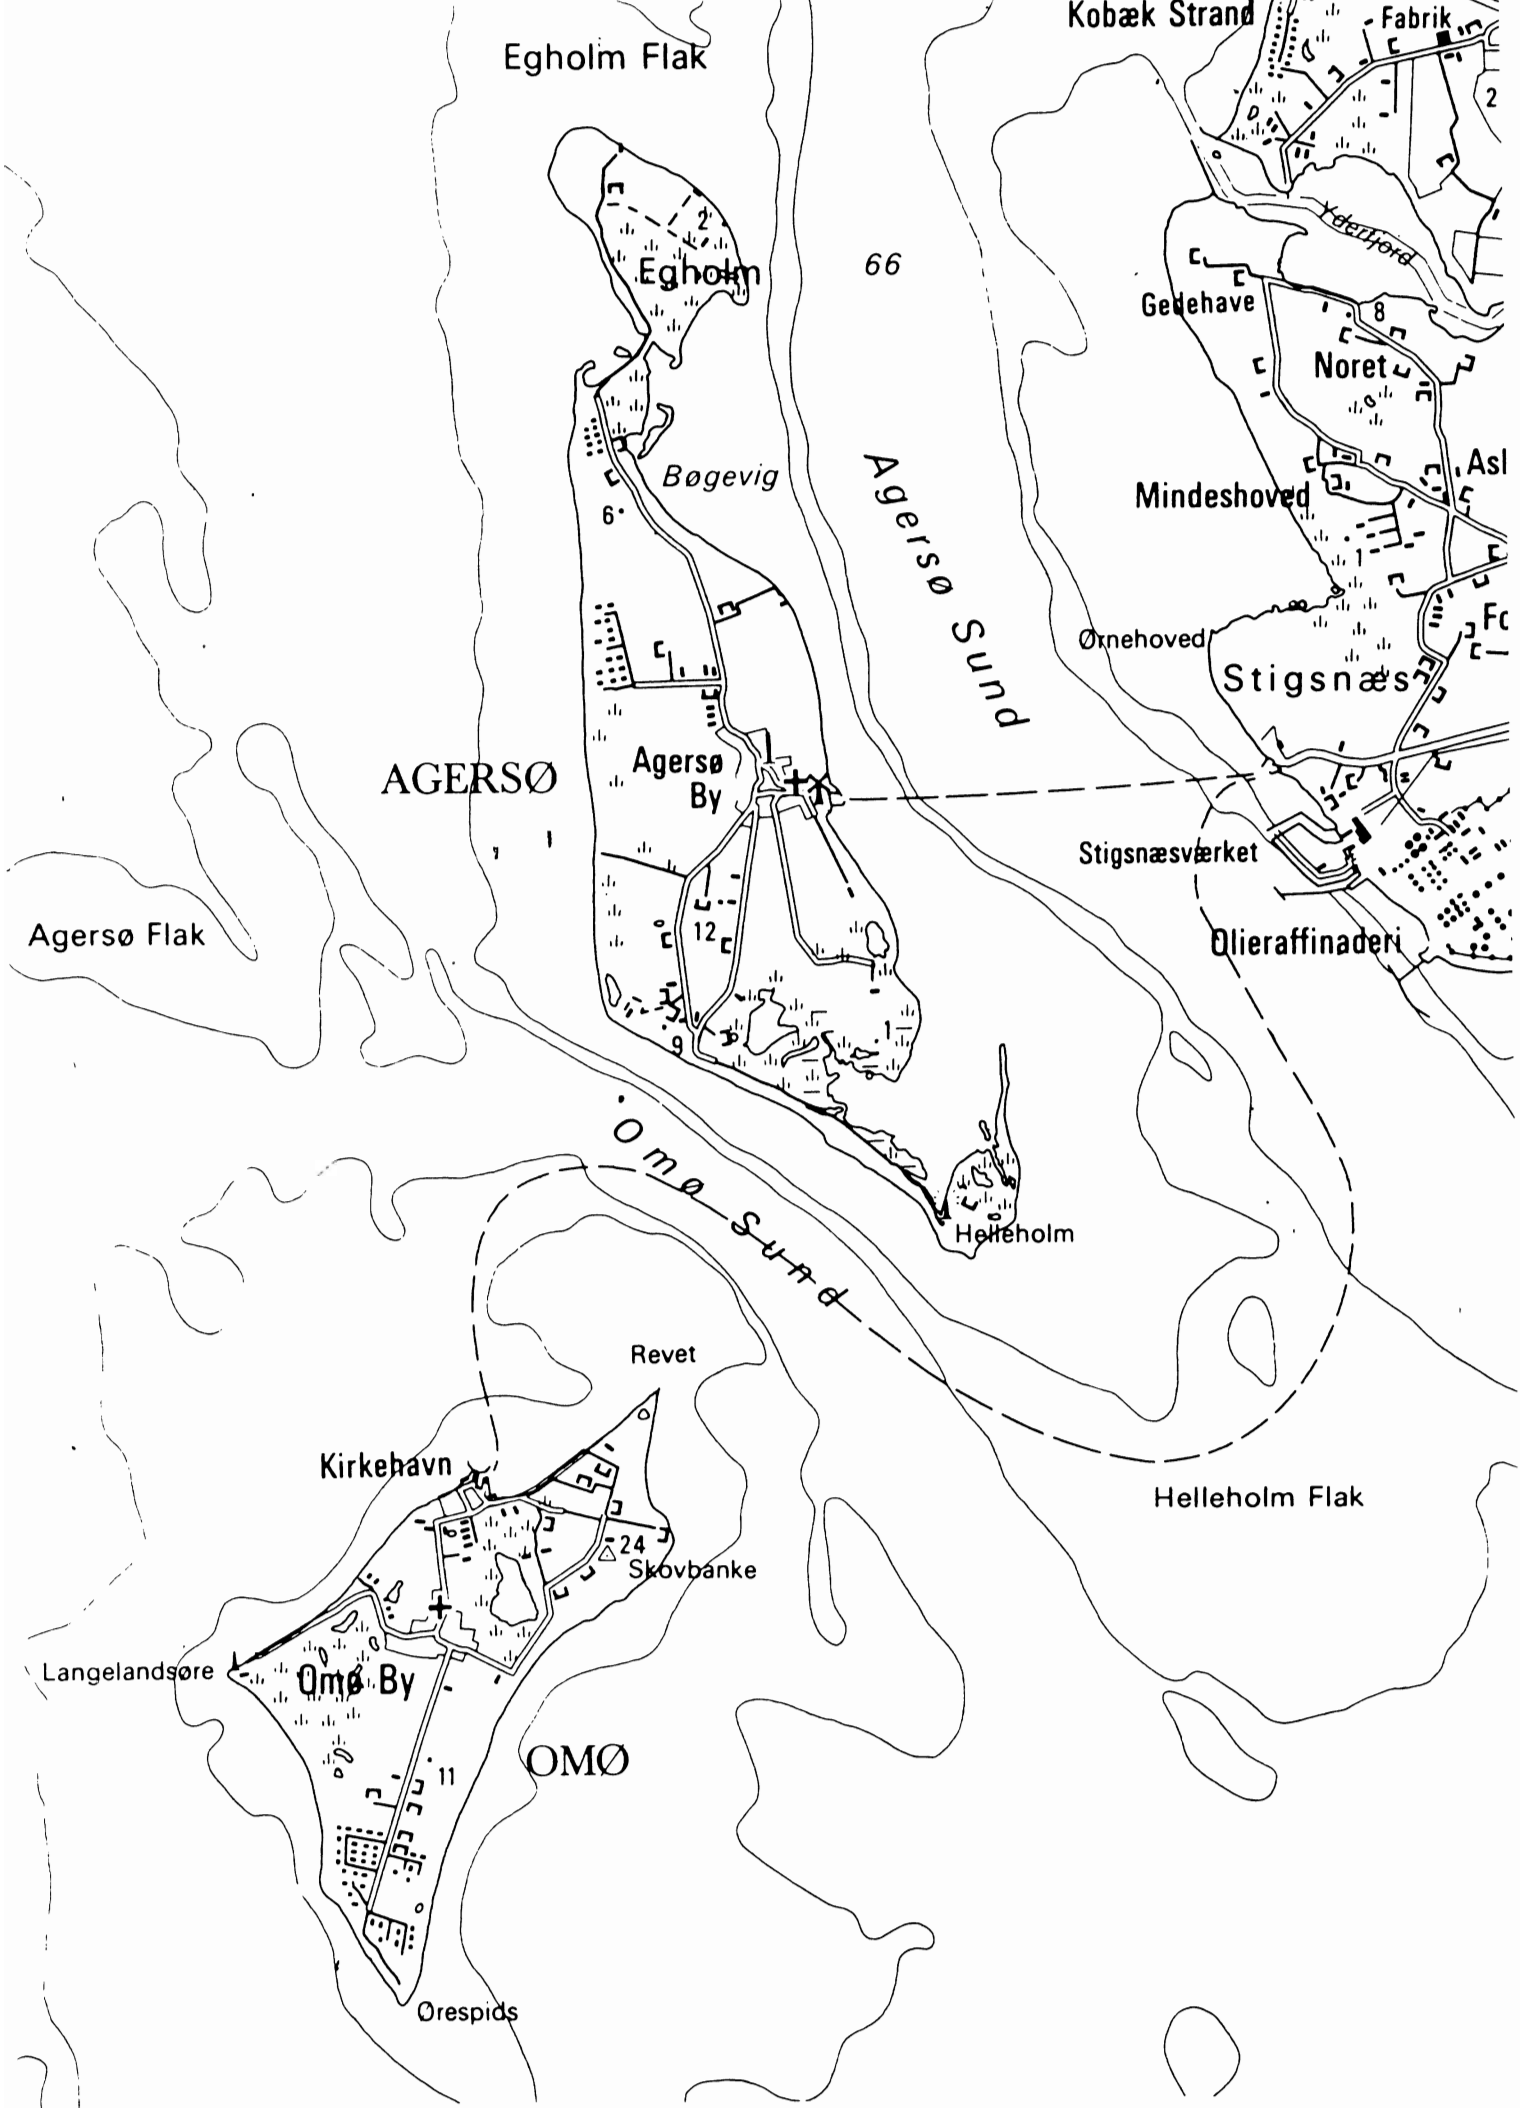 Kobæk Strand
Fabrik
Egholm Flak
2
2
Yderfjord
66
Egholm
Gedehave
8
Noret
Bøgevig
Mindeshoved
6
Agersø Sund
1
Ørnehoved
Stigsnæs
Agersø
By
AGERSØ
Stigsnæsværket
Agersø Flak
12
Olieraffinaderi
1
9
Omø Sund
Helleholm
Revet
Kirkehavn
Helleholm Flak
24
Skovbanke
Langelandsøre
Omø By
OMØ
11
Ørespids